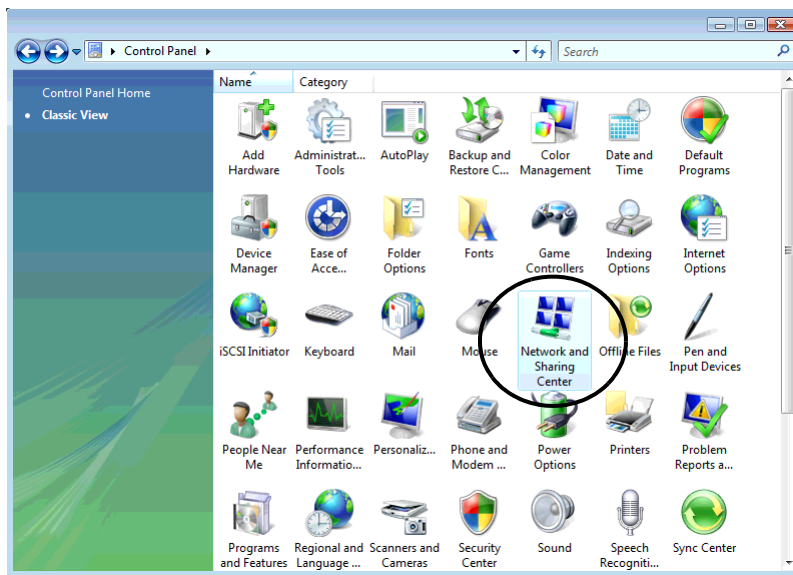 Control Panel
Search
Control Panel Home
Classic View
Name Category
Add Hardware
Administrat... Tools
AutoPlay
Backup and Restore C...
Color Management
Date and Time
Default Programs
Device Manager
Ease of Acce...
Folder Options
Fonts
Game Controllers
Indexing Options
Internet Options
iSCSI Initiator
Keyboard
Mail
Mouse
Network and Sharing Center
Offline Files
Pen and Input Devices
People Near Me
Performance Informatio...
Personaliz...
Phone and Modem ...
Power Options
Printers
Problem Reports a...
Programs and Features
Regional and Language ...
Scanners and Cameras
Security Center
Sound
Speech Recogniti...
Sync Center